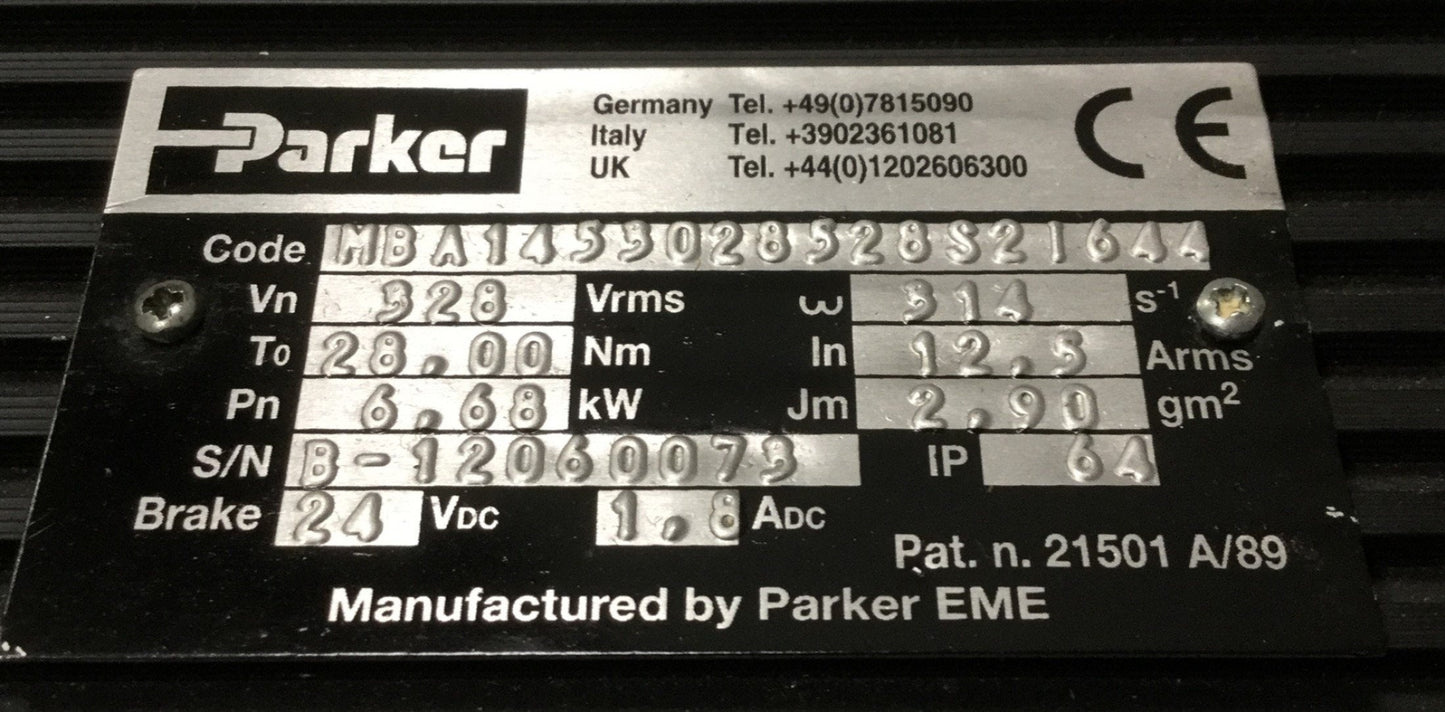 Parker
Germany Tel. +49(0)7815090
Italy Tel. +3902361081
UK Tel. +44(0)1202606300
CE
Code MBA1453028528S2I644
Vn 328 Vrms ω 314 s⁻¹
T0 28.00 Nm In 12.5 Arms
Pn 6.68 kW Jm 2.90 gm²
S/N B-12060073 IP 64
Brake 24 VDC 1.8 ADC
Pat. n. 21501 A/89
Manufactured by Parker EME